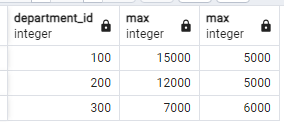 department_id max max
integer integer integer
100 15000 5000
200 12000 5000
300 7000 6000